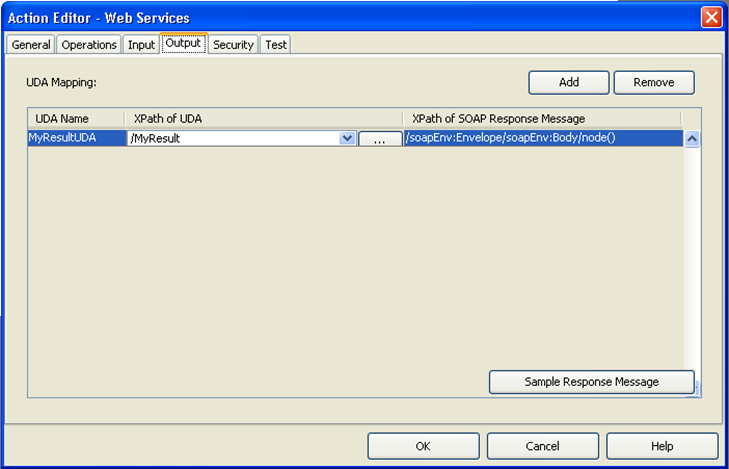 Action Editor - Web Services
General Operations Input Output Security Test
UDA Mapping: Add Remove
UDA Name XPath of UDA XPath of SOAP Response Message
MyResultUDA /MyResult ... /soapEnv:Envelope/soapEnv:Body/node()
Sample Response Message
OK Cancel Help